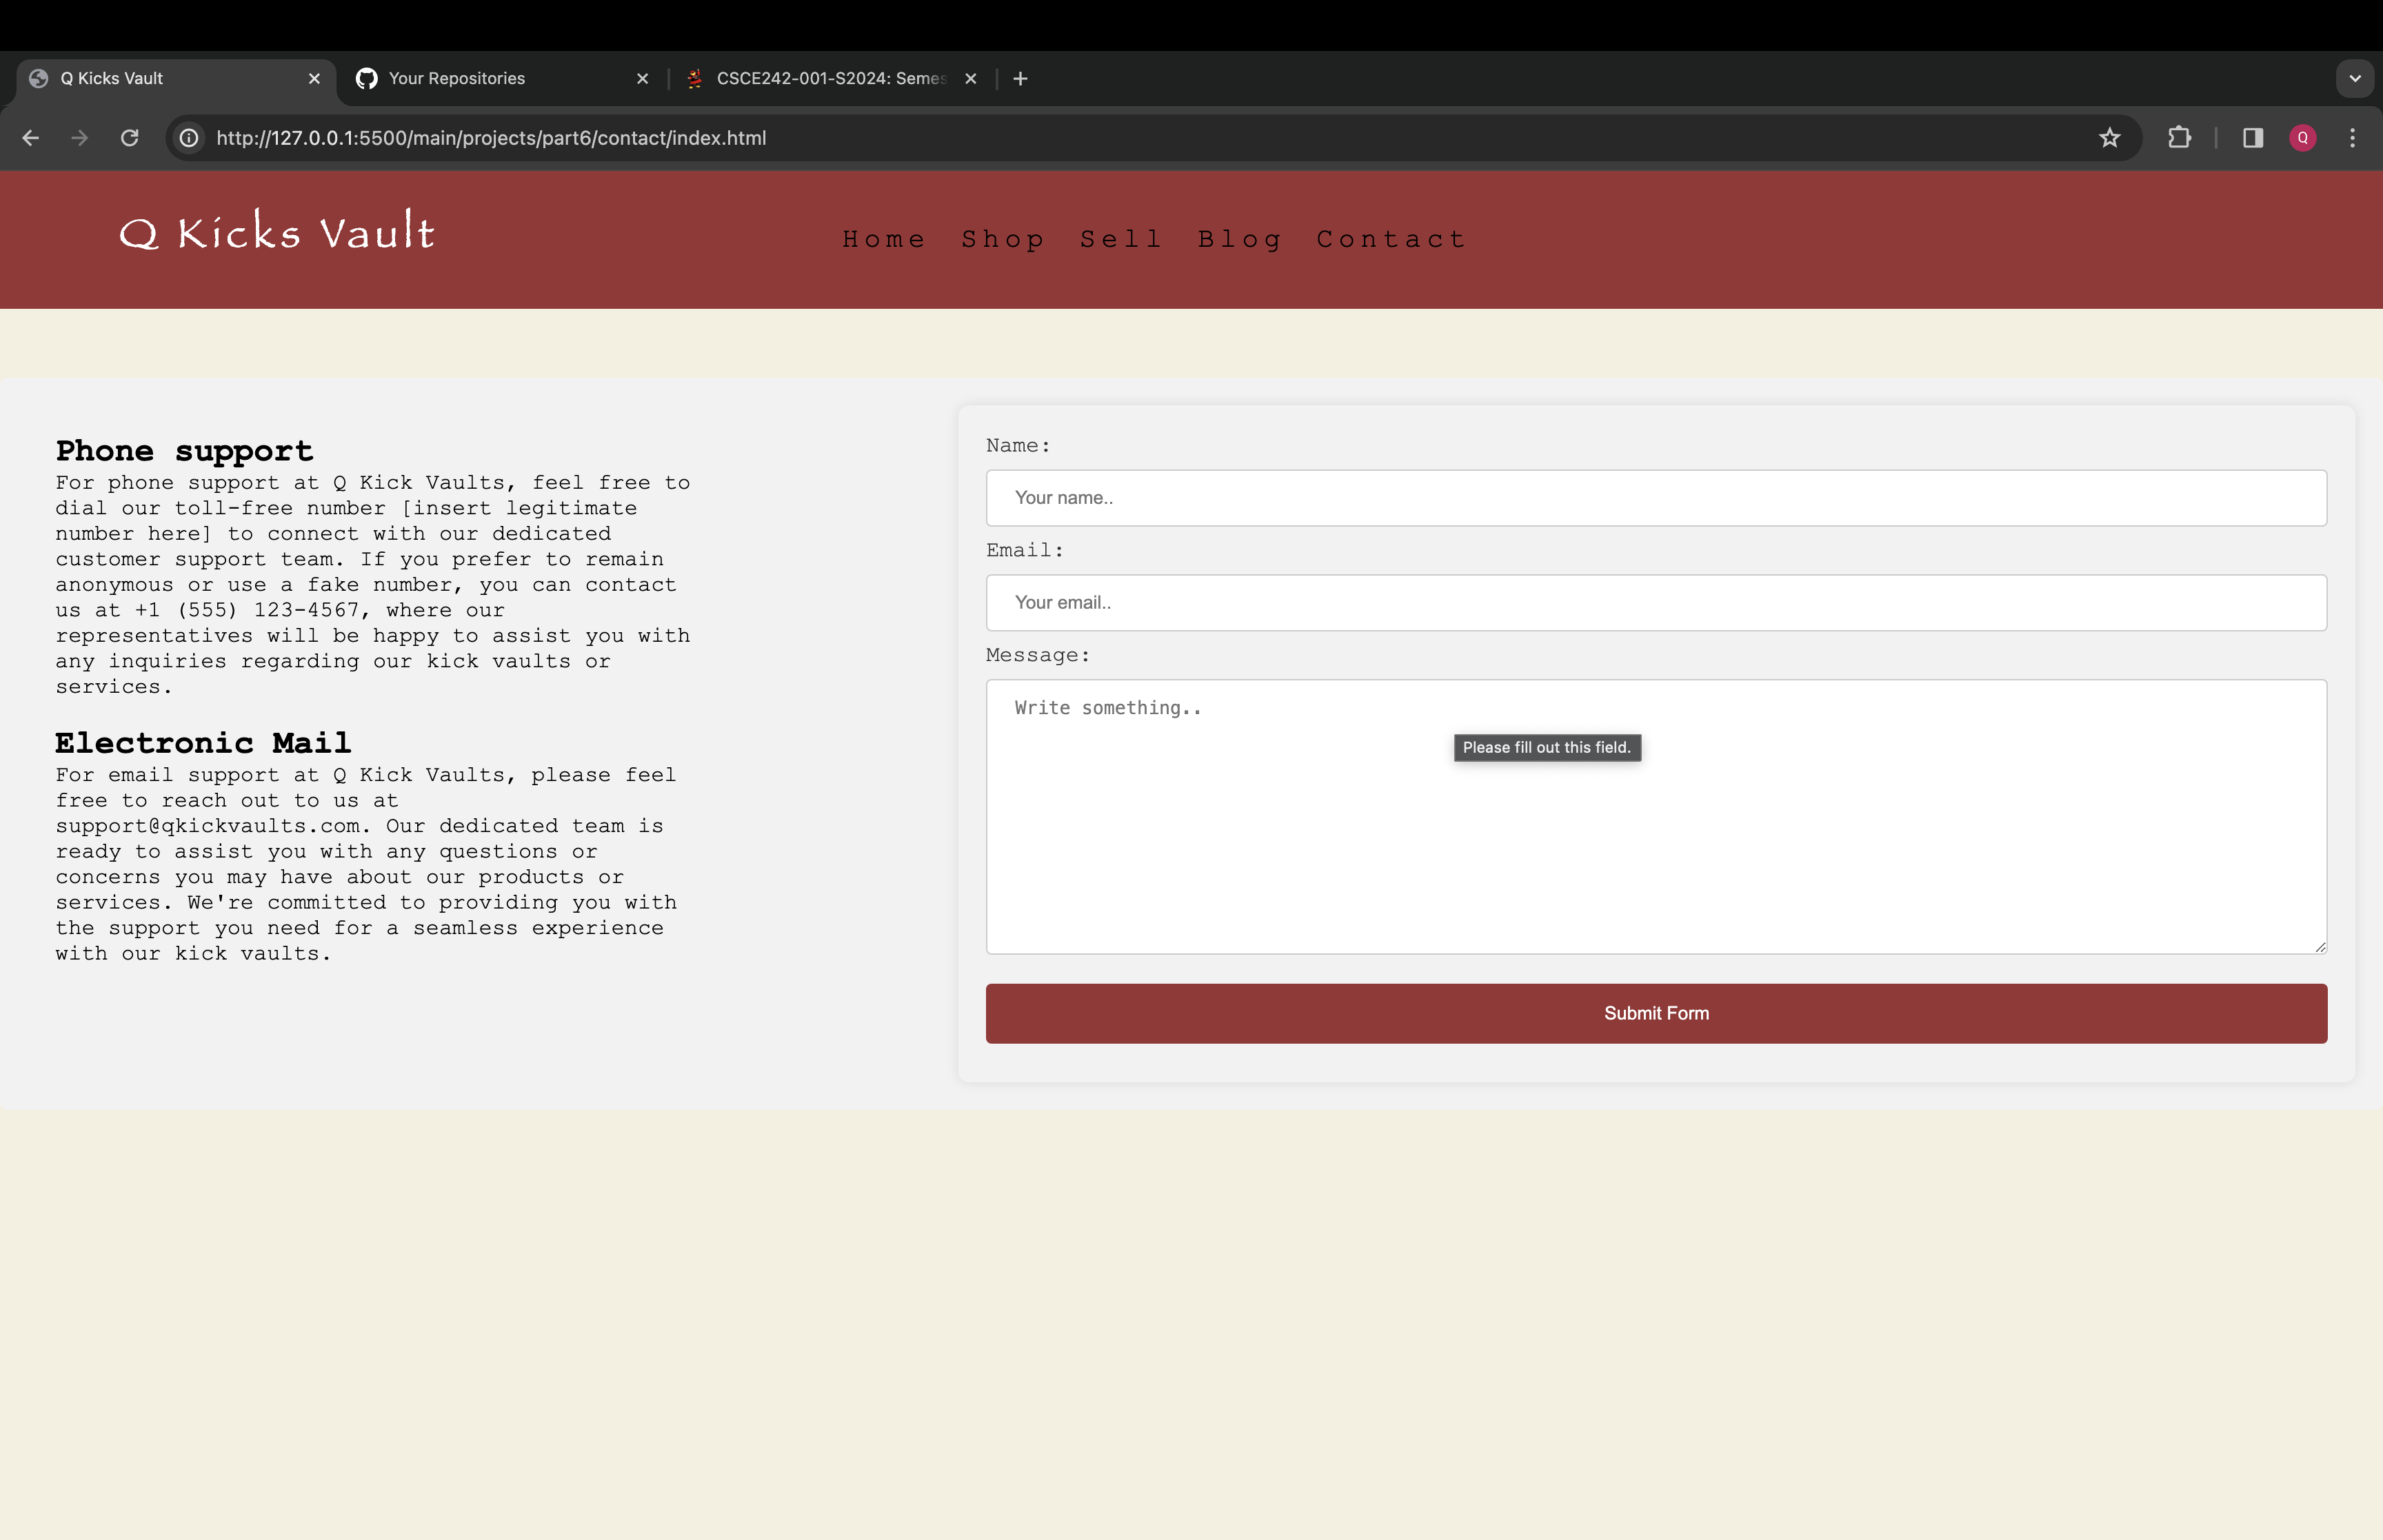 Q Kicks Vault
Your Repositories
CSCE242-001-S2024: Semes
http://127.0.0.1:5500/main/projects/part6/contact/index.html
Q
Q Kicks Vault
Home Shop Sell Blog Contact
Phone support
For phone support at Q Kick Vaults, feel free to
dial our toll-free number [insert legitimate
number here] to connect with our dedicated
customer support team. If you prefer to remain
anonymous or use a fake number, you can contact
us at +1 (555) 123-4567, where our
representatives will be happy to assist you with
any inquiries regarding our kick vaults or
services.
Electronic Mail
For email support at Q Kick Vaults, please feel
free to reach out to us at
support@qkickvaults.com. Our dedicated team is
ready to assist you with any questions or
concerns you may have about our products or
services. We're committed to providing you with
the support you need for a seamless experience
with our kick vaults.
Name:
Your name..
Email:
Your email..
Message:
Write something..
Please fill out this field.
Submit Form